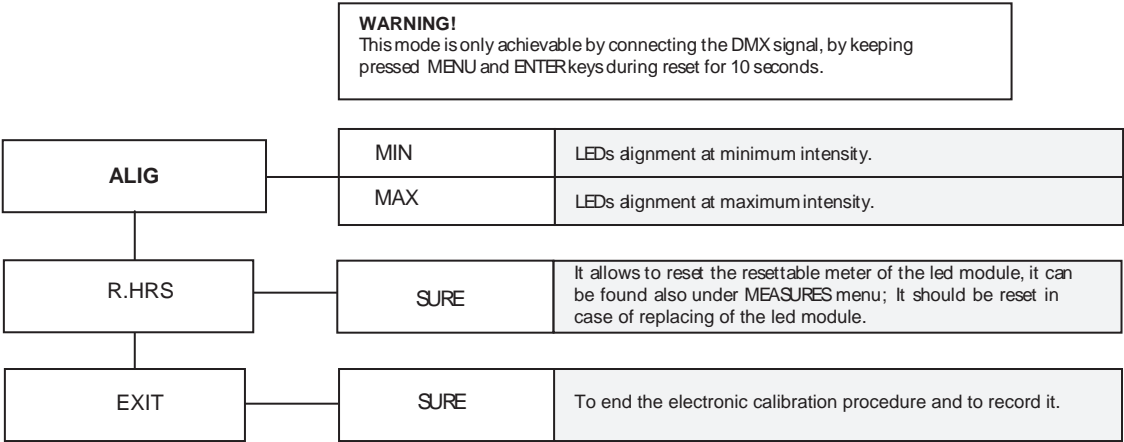 WARNING!
This mode is only achievable by connecting the DMX signal, by keeping
pressed MENU and ENTER keys during reset for 10 seconds.
ALIG
MIN
LEDs alignment at minimum intensity.
MAX
LEDs alignment at maximum intensity.
R.HRS
SURE
It allows to reset the resettable meter of the led module, it can
be found also under MEASURES menu; It should be reset in
case of replacing of the led module.
EXIT
SURE
To end the electronic calibration procedure and to record it.